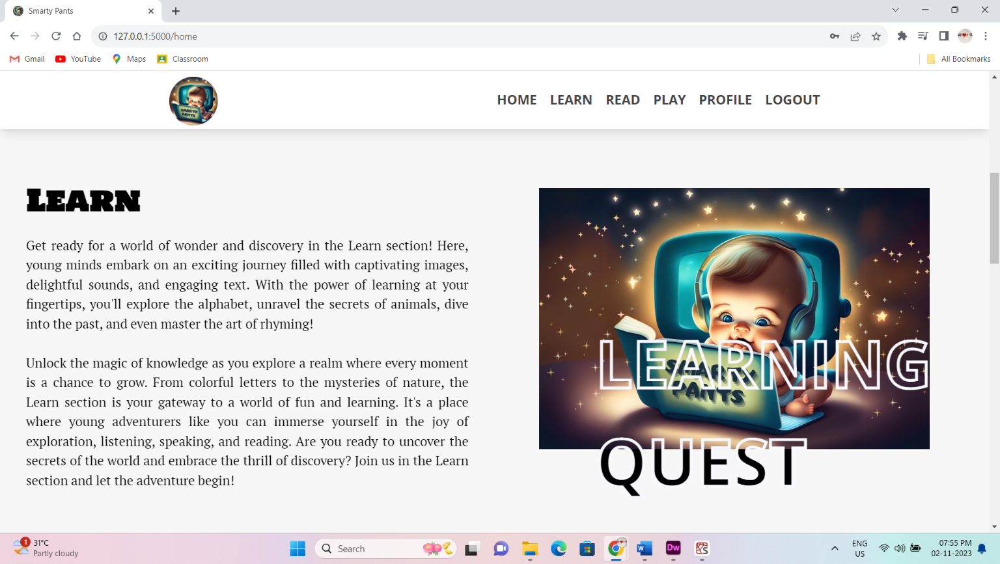 Smarty Pants
127.0.0.1:5000/home
Gmail YouTube Maps Classroom All Bookmarks
SMARTY
PANTS
HOME LEARN READ PLAY PROFILE LOGOUT
LEARN
Get ready for a world of wonder and discovery in the Learn section! Here,
young minds embark on an exciting journey filled with captivating images,
delightful sounds, and engaging text. With the power of learning at your
fingertips, you'll explore the alphabet, unravel the secrets of animals, dive
into the past, and even master the art of rhyming!
Unlock the magic of knowledge as you explore a realm where every moment
is a chance to grow. From colorful letters to the mysteries of nature, the
Learn section is your gateway to a world of fun and learning. It's a place
where young adventurers like you can immerse yourself in the joy of
exploration, listening, speaking, and reading. Are you ready to uncover the
secrets of the world and embrace the thrill of discovery? Join us in the Learn
section and let the adventure begin!
SMARTY
PANTS
LEARNING
QUEST
1
31°C
Partly cloudy
Search
W
Dw
S
ENG
US
07:55 PM
02-11-2023